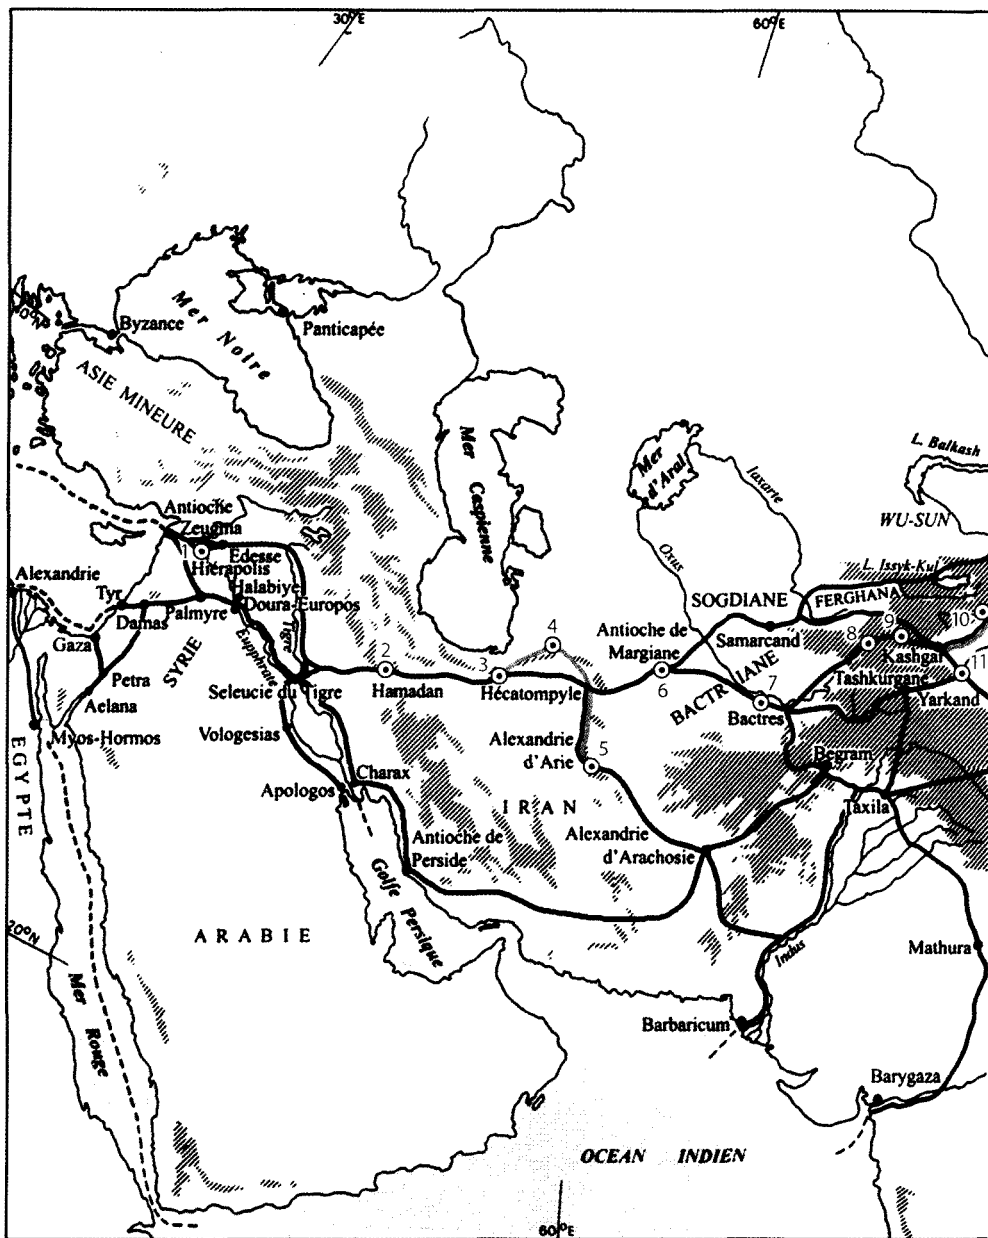 30°E
60°E
40°N
Byzance
Mer Noire
Panticapée
ASIE MINEURE
Mer Caspienne
Mer
d'Aral
Iaxarte
Oxus
L. Balkash
WU-SUN
L. Issyk-Kul
Antioche
Zeugma
1
Edesse
Hiérapolis
Halabiye
Alexandrie
Tyr
Damas
Palmyre
Doura-Europos
Tigre
Euphrate
SYRIE
Gaza
Petra
Aelana
Myos-Hormos
EGYPTE
Seleucie du Tigre
Vologesias
Apologos
Charax
2
Hamadan
3
Hécatompyle
4
5
Alexandrie
d'Arie
IRAN
Antioche de
Perside
Alexandrie
d'Arachosie
Antioche de
Margiane
6
SOGDIANE
Samarcand
FERGHANA
BACTRIANE
7
Bactres
8
9
10
11
Kashgar
Tashkurgane
Yarkand
Begram
Taxila
Golfe Persique
20°N
ARABIE
Mer Rouge
Indus
Mathura
Barbaricum
Barygaza
OCEAN INDIEN
60°E